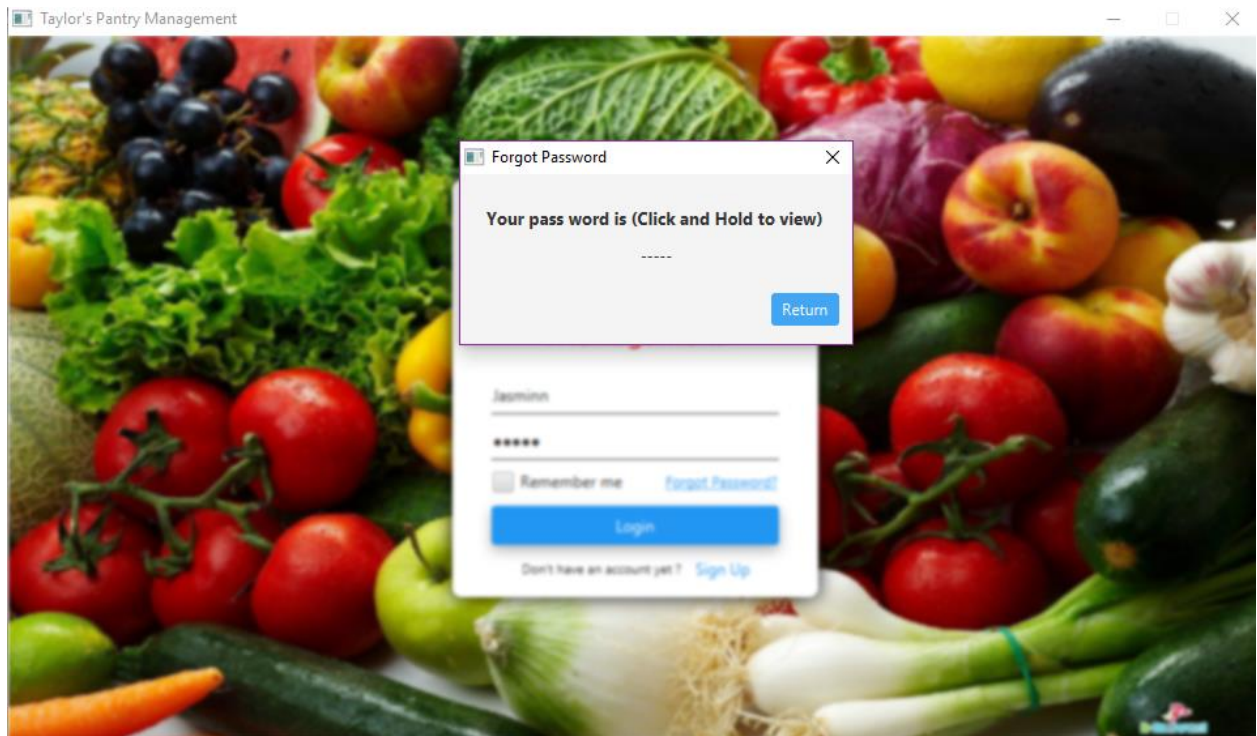 Taylor's Pantry Management
Forgot Password
Your pass word is (Click and Hold to view)
-----
Return
Jasminn
*****
Remember me
Forgot Password?
Login
Don't have an account yet ?
Sign Up